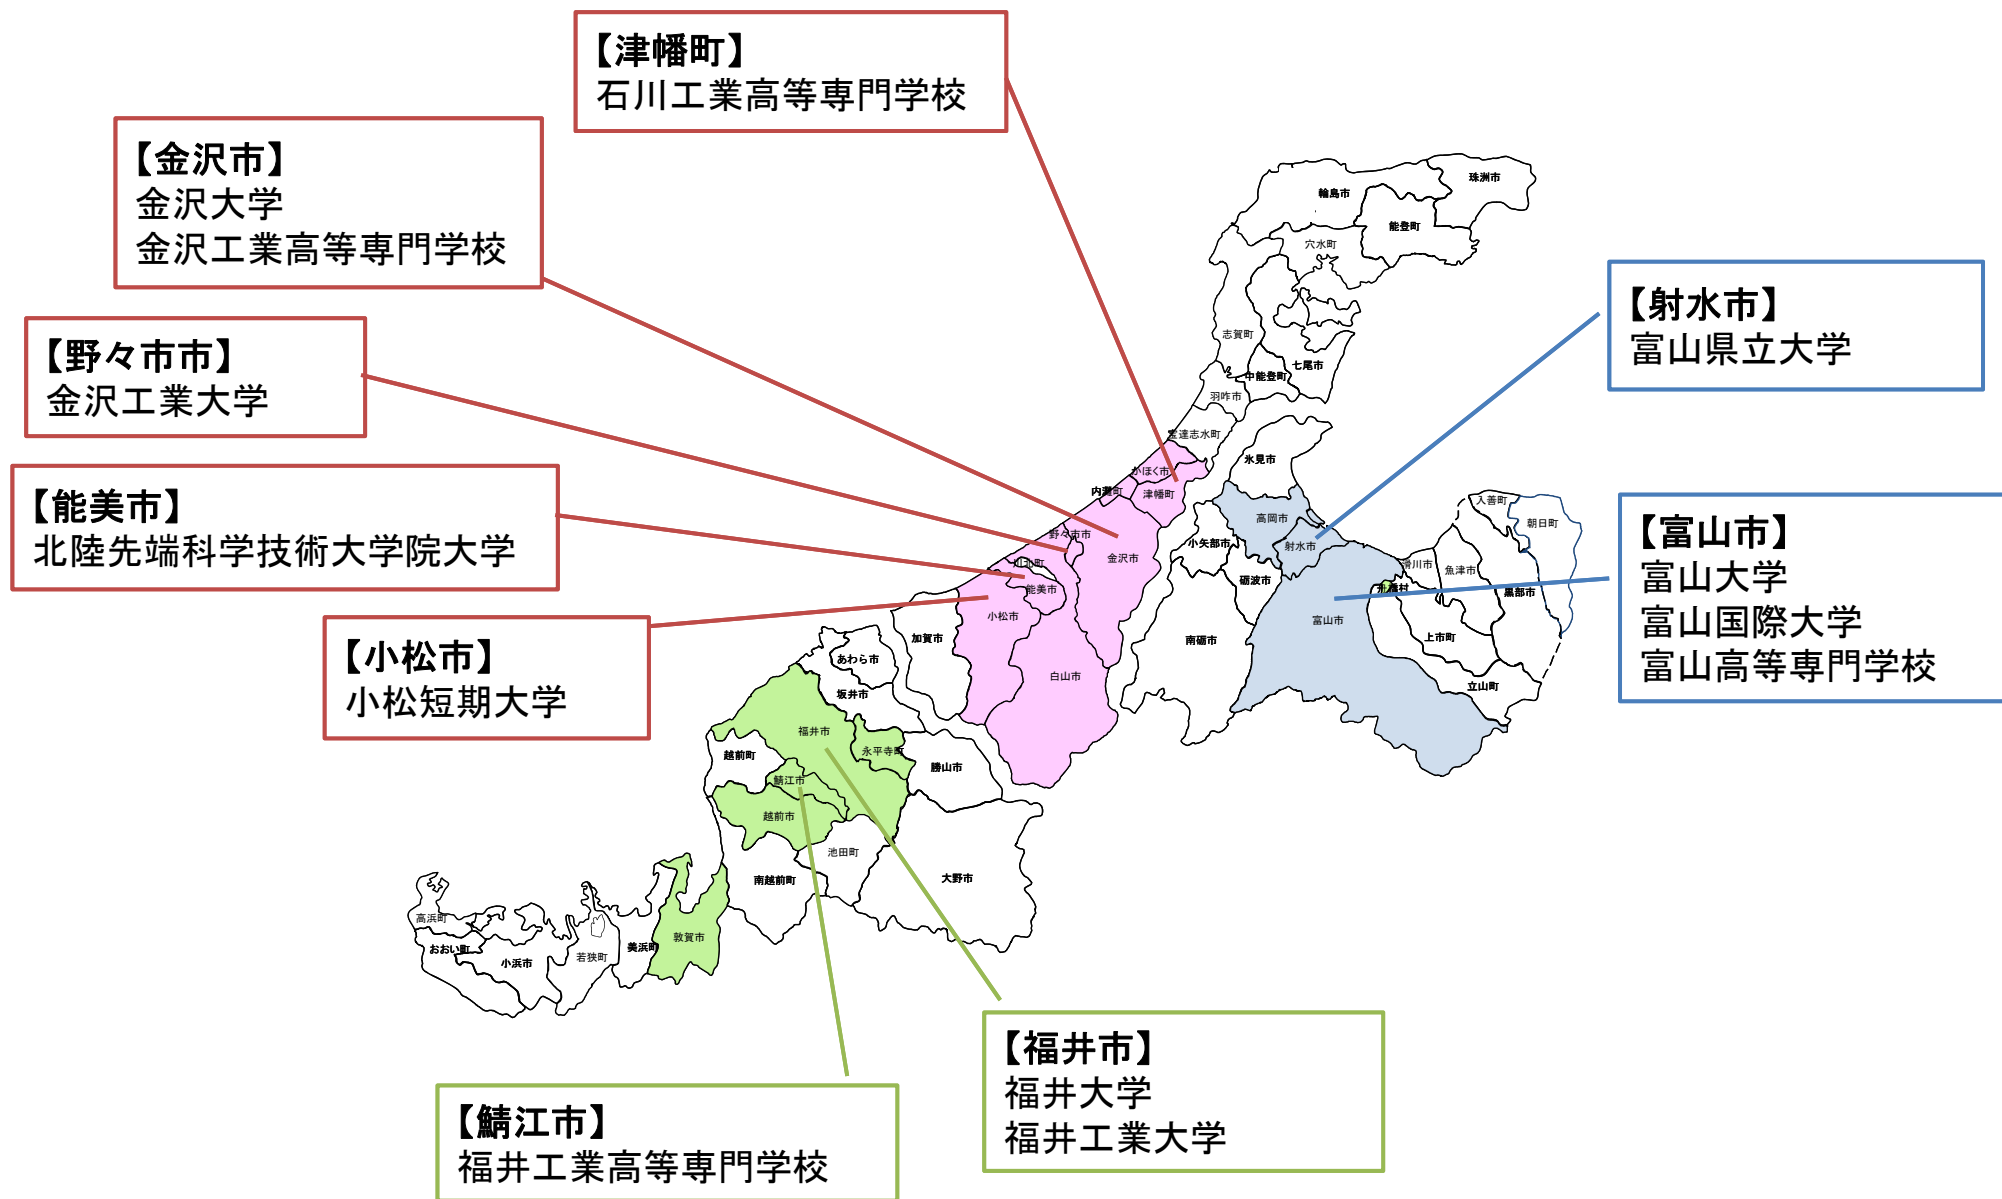 【津幡町】
石川工業高等専門学校
【金沢市】
金沢大学
金沢工業高等専門学校
【野々市市】
金沢工業大学
【能美市】
北陸先端科学技術大学院大学
【小松市】
小松短期大学
【射水市】
富山県立大学
【富山市】
富山大学
富山国際大学
富山高等専門学校
【福井市】
福井大学
福井工業大学
【鯖江市】
福井工業高等専門学校
珠洲市
輪島市
能登町
穴水町
志賀町
七尾市
中能登町
羽咋市
宝達志水町
かほく市
内灘町
津幡町
野々市市
金沢市
川北町
能美市
小松市
加賀市
白山市
氷見市
高岡市
射水市
小矢部市
砺波市
南砺市
富山市
舟橋村
滑川市
魚津市
黒部市
入善町
朝日町
上市町
立山町
あわら市
坂井市
福井市
永平寺町
勝山市
越前町
鯖江市
越前市
池田町
大野市
南越前町
敦賀市
美浜町
若狭町
小浜市
おおい町
高浜町